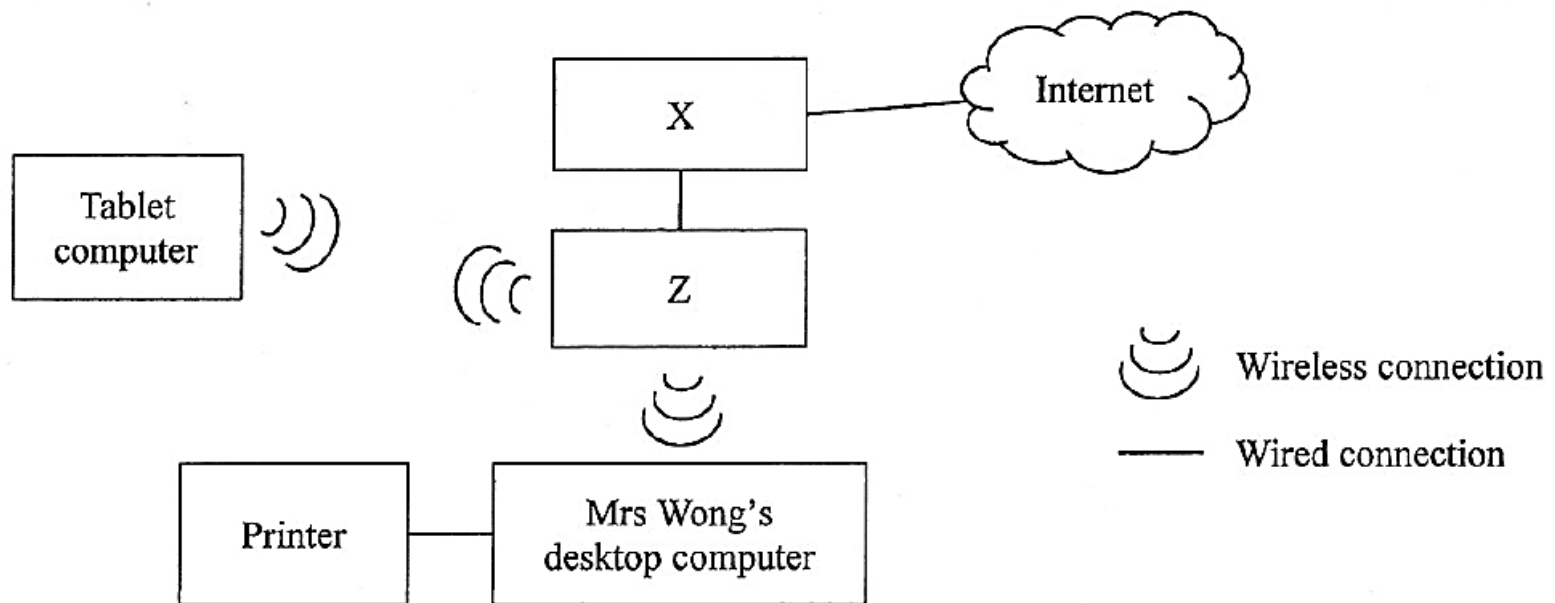 X
Internet
Tablet
computer
Z
Wireless connection
Wired connection
Printer
Mrs Wong's
desktop computer